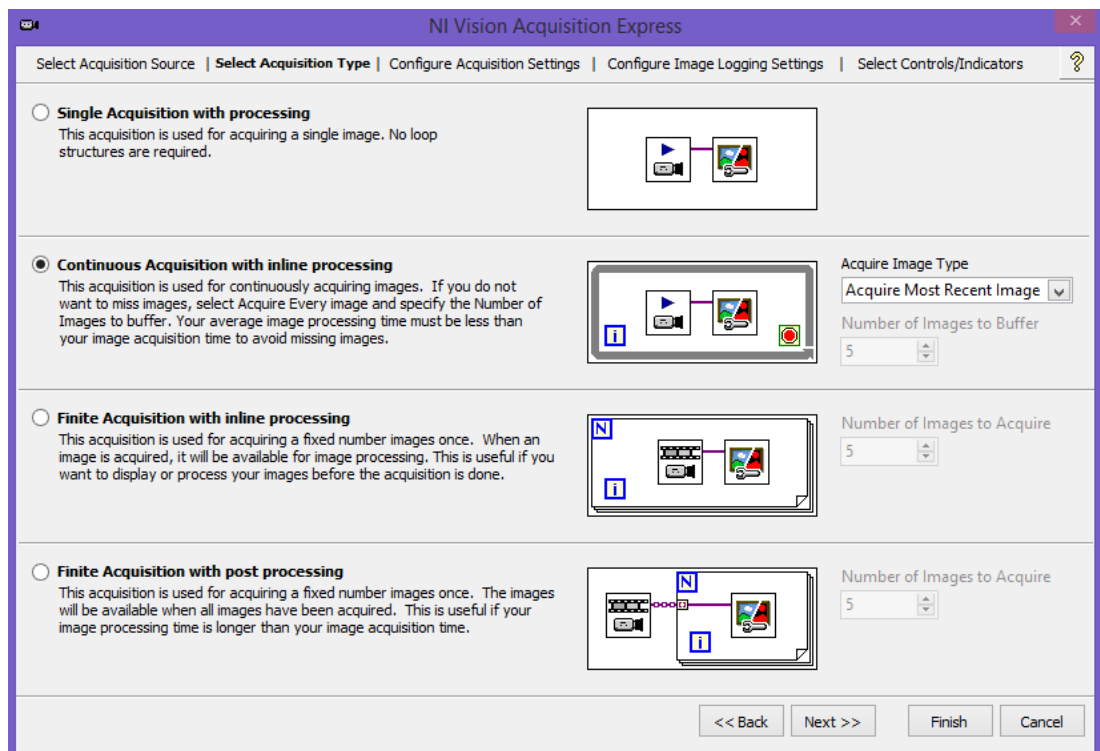 NI Vision Acquisition Express
Select Acquisition Source | Select Acquisition Type | Configure Acquisition Settings | Configure Image Logging Settings | Select Controls/Indicators
Single Acquisition with processing
This acquisition is used for acquiring a single image. No loop
structures are required.
Continuous Acquisition with inline processing
This acquisition is used for continuously acquiring images. If you do not
want to miss images, select Acquire Every image and specify the Number of
Images to buffer. Your average image processing time must be less than
your image acquisition time to avoid missing images.
i
Acquire Image Type
Acquire Most Recent Image
Number of Images to Buffer
5
Finite Acquisition with inline processing
This acquisition is used for acquiring a fixed number images once. When an
image is acquired, it will be available for image processing. This is useful if you
want to display or process your images before the acquisition is done.
N
i
Number of Images to Acquire
5
Finite Acquisition with post processing
This acquisition is used for acquiring a fixed number images once. The images
will be available when all images have been acquired. This is useful if your
image processing time is longer than your image acquisition time.
N
i
Number of Images to Acquire
5
<< Back Next >> Finish Cancel